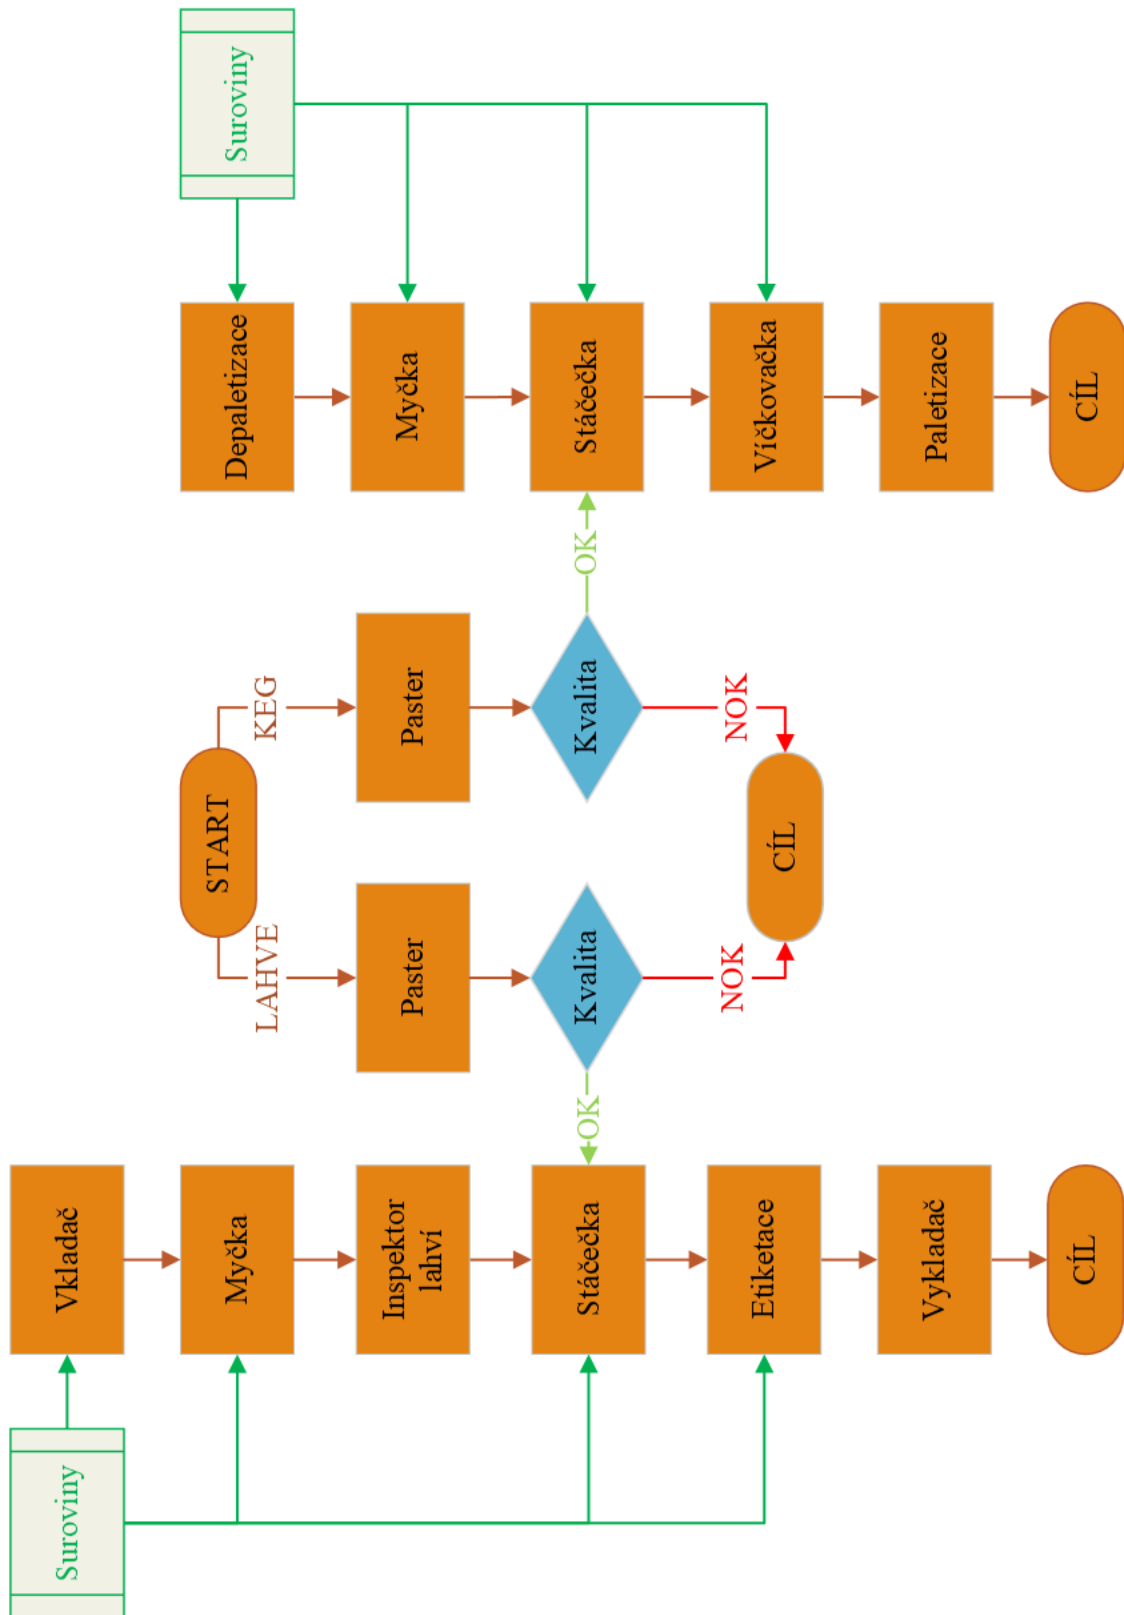 Suroviny
Vkladač
Myčka
START
Depaletizace
Suroviny
LAHVE
KEG
Inspektor
lahví
Paster
Paster
Myčka
Stáčečka
OK
Kvalita
Kvalita
OK
Stáčečka
NOK
NOK
Etiketace
CÍL
Víčkovačka
Vykladač
Paletizace
CÍL
CÍL